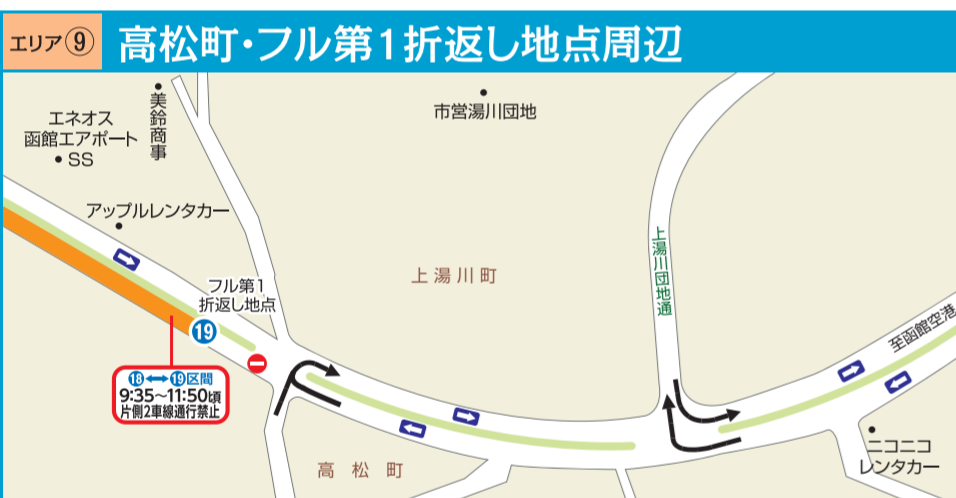 エリア⑨ 高松町・フル第1折返し地点周辺
美鈴商事
エネオス
函館エアポート
SS
市営湯川団地
アップルレンタカー
上湯川団地通
上湯川町
フル第1
折返し地点
⑲
至函館空港
⑱↔⑲区間
9:35~11:50頃
片側2車線通行禁止
ニコニコ
レンタカー
高松町